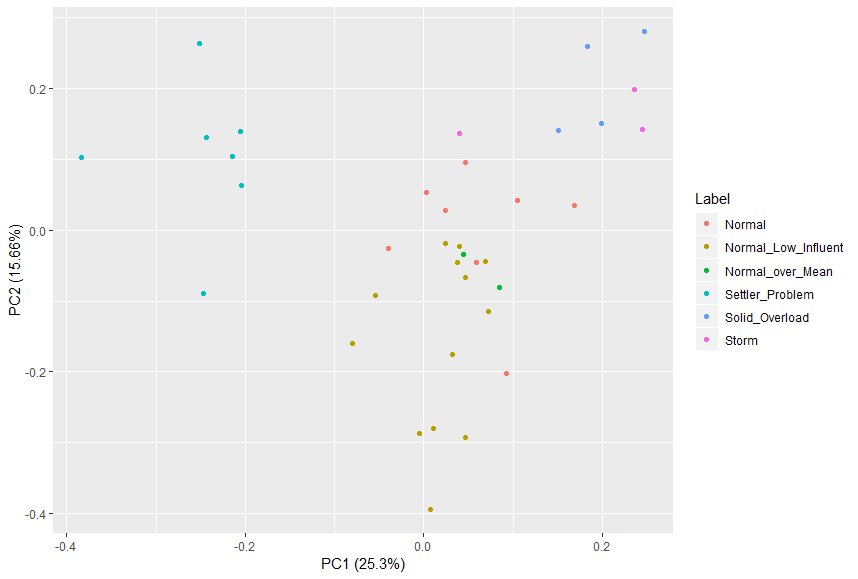 0.2
0.0
-0.2
-0.4
PC2 (15.66%)
-0.4
-0.2
0.0
0.2
PC1 (25.3%)
Label
Normal
Normal_Low_Influent
Normal_over_Mean
Settler_Problem
Solid_Overload
Storm